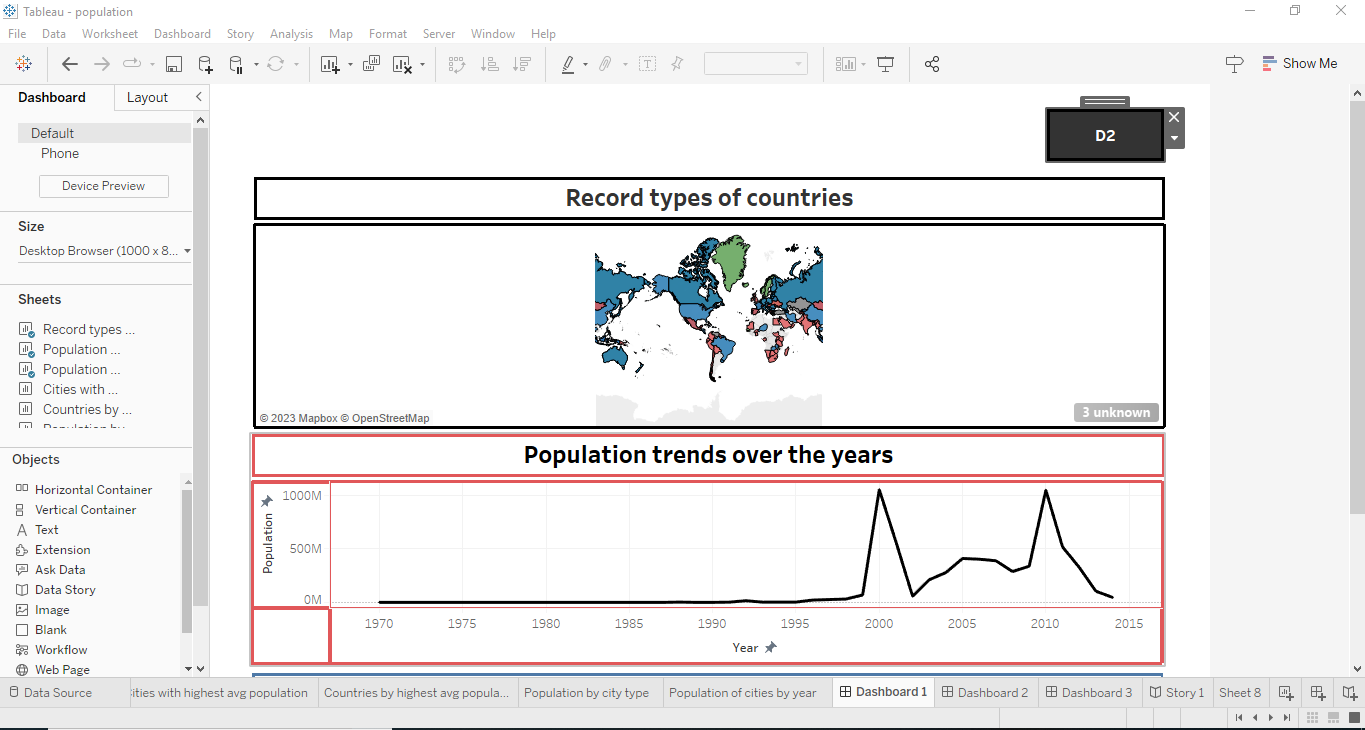 Tableau - population
File Data Worksheet Dashboard Story Analysis Map Format Server Window Help
Show Me
Dashboard Layout
Default
Phone
Device Preview
Size
Desktop Browser (1000 x 8...
Sheets
Record types ...
Population ...
Population ...
Cities with ...
Countries by ...
Objects
Horizontal Container
Vertical Container
Text
Extension
Ask Data
Data Story
Image
Blank
Workflow
Web Page
D2
Record types of countries
© 2023 Mapbox © OpenStreetMap
3 unknown
Population trends over the years
Population
1000M
500M
0M
1970 1975 1980 1985 1990 1995 2000 2005 2010 2015
Year
Data Source ities with highest avg population Countries by highest avg popula... Population by city type Population of cities by year Dashboard 1 Dashboard 2 Dashboard 3 Story 1 Sheet 8